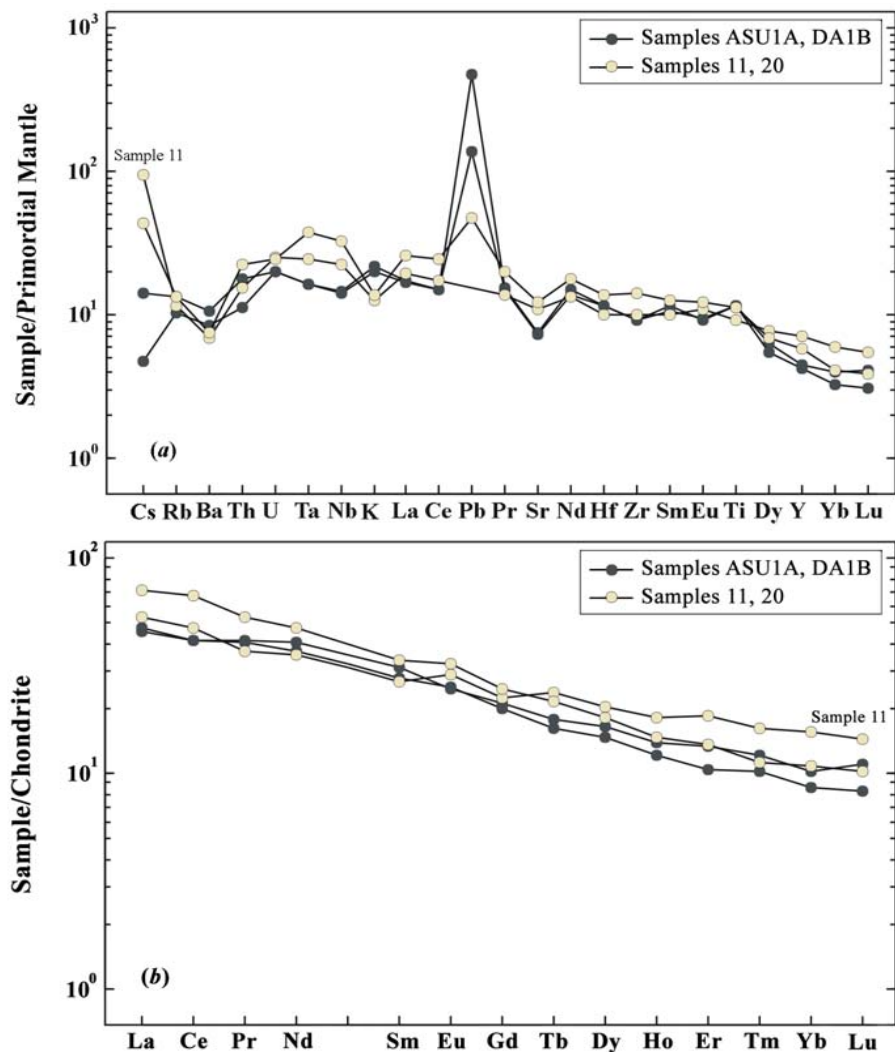 10³
10²
10¹
10⁰
Sample/Primordial Mantle
Samples ASU1A, DA1B
Samples 11, 20
Sample 11
(a)
Cs Rb Ba Th U Ta Nb K La Ce Pb Pr Sr Nd Hf Zr Sm Eu Ti Dy Y Yb Lu
10²
10¹
10⁰
Sample/Chondrite
Samples ASU1A, DA1B
Samples 11, 20
Sample 11
(b)
La Ce Pr Nd Sm Eu Gd Tb Dy Ho Er Tm Yb Lu